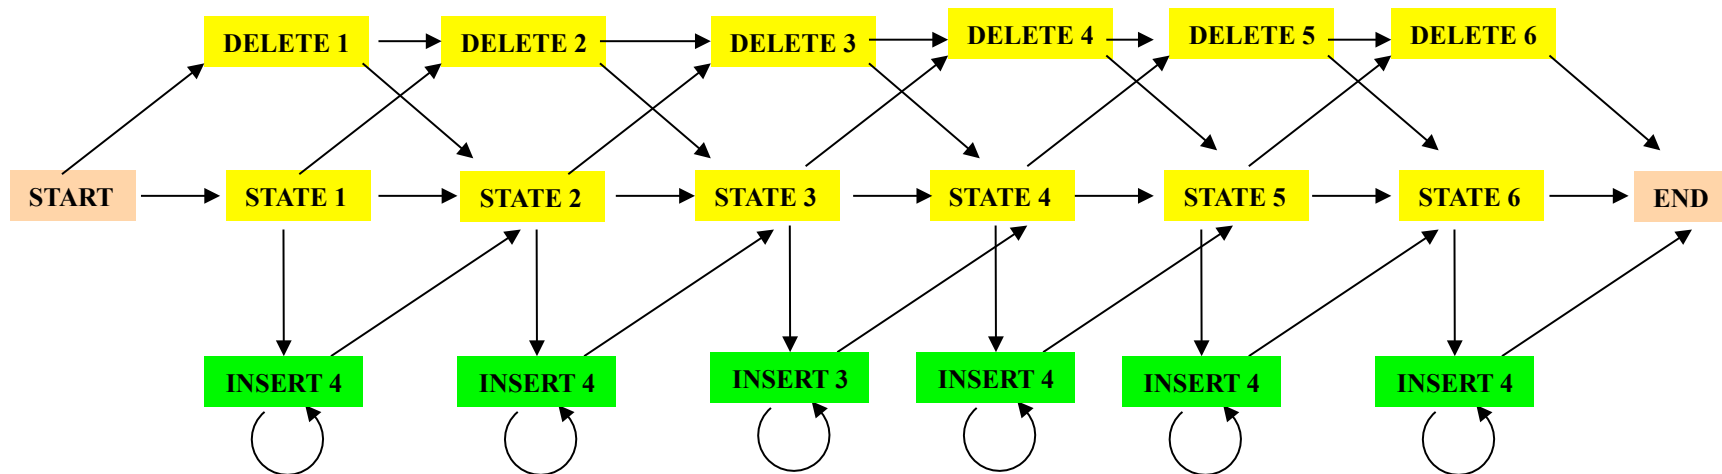 DELETE 1
DELETE 2
DELETE 3
DELETE 4
DELETE 5
DELETE 6
START
STATE 1
STATE 2
STATE 3
STATE 4
STATE 5
STATE 6
END
INSERT 4
INSERT 4
INSERT 3
INSERT 4
INSERT 4
INSERT 4